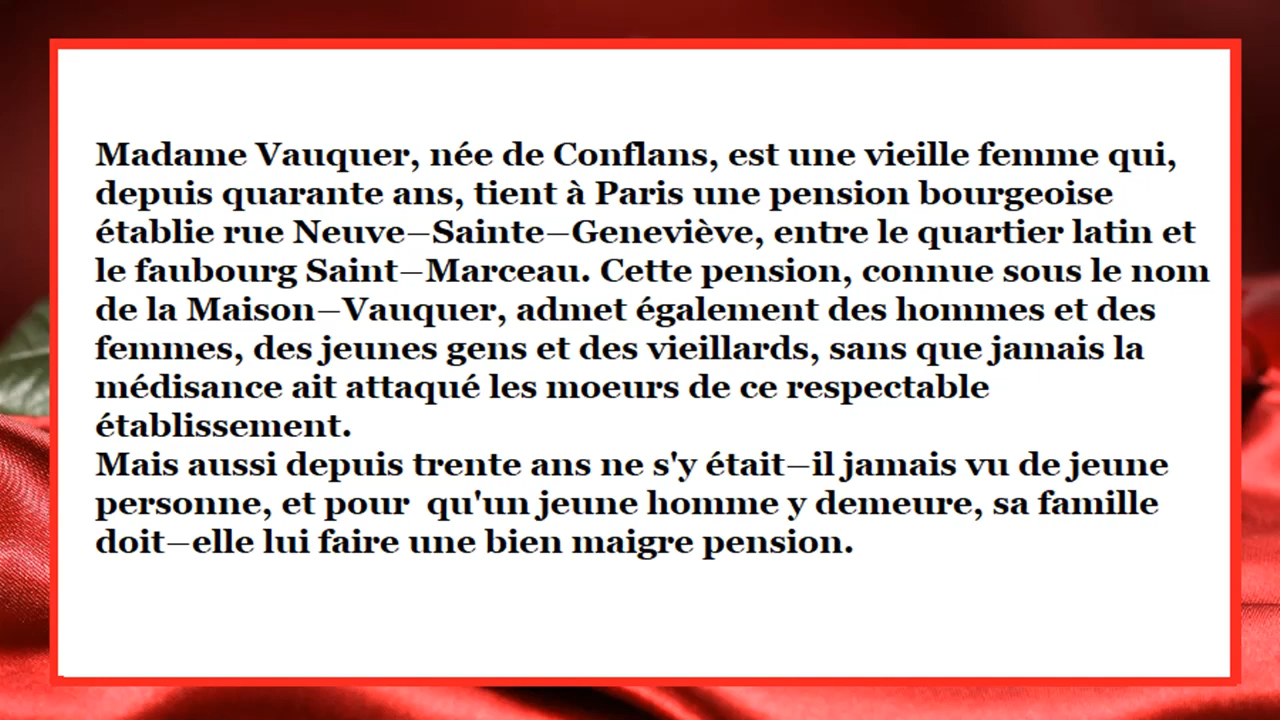 Madame Vauquer, née de Conflans, est une vieille femme qui,
depuis quarante ans, tient à Paris une pension bourgeoise
établie rue Neuve—Sainte—Geneviève, entre le quartier latin et
le faubourg Saint—Marceau. Cette pension, connue sous le nom
de la Maison—Vauquer, admet également des hommes et des
femmes, des jeunes gens et des vieillards, sans que jamais la
médisance ait attaqué les moeurs de ce respectable
établissement.
Mais aussi depuis trente ans ne s'y était—il jamais vu de jeune
personne, et pour  qu'un jeune homme y demeure, sa famille
doit—elle lui faire une bien maigre pension.